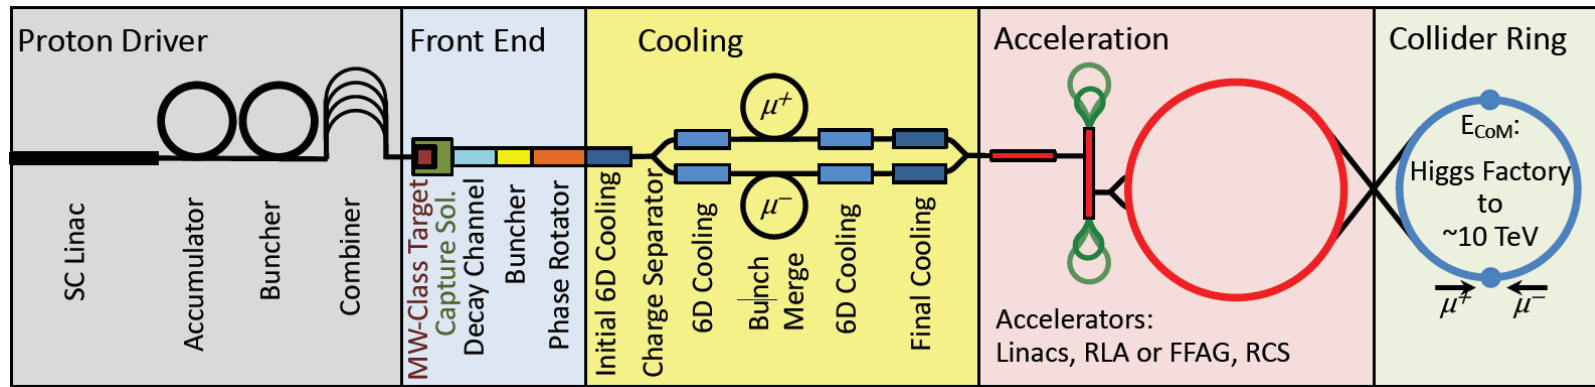 Proton Driver
SC Linac
Accumulator
Buncher
Combiner
Front End
MW-Class Target
Capture Sol.
Decay Channel
Buncher
Phase Rotator
Cooling
μ+
μ−
Initial 6D Cooling
Charge Separator
6D Cooling
Bunch
Merge
6D Cooling
Final Cooling
Acceleration
Accelerators:
Linacs, RLA or FFAG, RCS
Collider Ring
ECoM:
Higgs Factory
to
~10 TeV
μ+ μ−